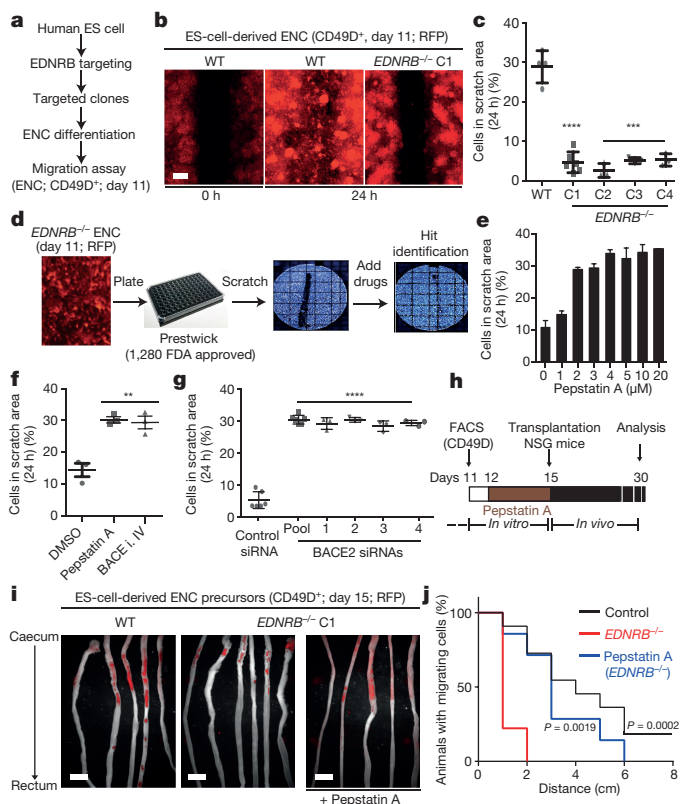 a
Human ES cell
EDNRB targeting
Targeted clones
ENC differentiation
Migration assay
(ENC; CD49D+; day 11)
b
ES-cell-derived ENC (CD49D+, day 11; RFP)
WT
WT
EDNRB–/– C1
0 h
24 h
c
Cells in scratch area
(24 h) (%)
40
30
20
10
0
****
***
WT
C1
C2
C3
C4
EDNRB–/–
d
EDNRB–/– ENC
(day 11; RFP)
Plate
Scratch
Add
drugs
Hit
identification
Prestwick
(1,280 FDA approved)
e
Cells in scratch area
(24 h) (%)
40
30
20
10
0
0
1
2
3
4
5
10
20
Pepstatin A (μM)
f
Cells in scratch area
(24 h) (%)
40
30
20
10
0
**
DMSO
Pepstatin A
BACE i. IV
g
Cells in scratch area
(24 h) (%)
40
30
20
10
0
****
Control
siRNA
Pool
1
2
3
4
BACE2 siRNAs
h
FACS
(CD49D)
Transplantation
NSG mice
Analysis
Days
11
12
15
30
Pepstatin A
In vitro
In vivo
i
ES-cell-derived ENC precursors (CD49D+; day 15; RFP)
WT
EDNRB–/– C1
Caecum
Rectum
+ Pepstatin A
j
Animals with migrating cells (%)
100
50
0
Control
EDNRB–/–
Pepstatin A
(EDNRB–/–)
P = 0.0019
P = 0.0002
0
2
4
6
8
Distance (cm)